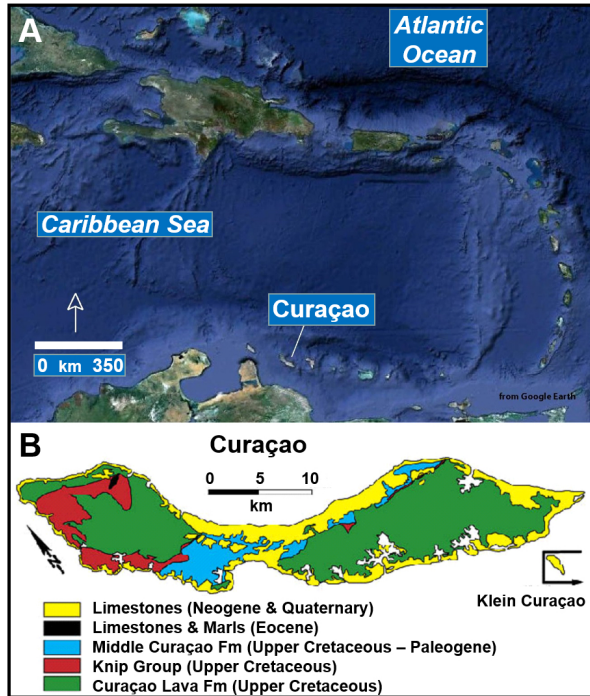 A
Atlantic
Ocean
Caribbean Sea
Curaçao
0 km 350
from Google Earth
B
Curaçao
0 5 10
km
N
Klein Curaçao
Limestones (Neogene & Quaternary)
Limestones & Marls (Eocene)
Middle Curaçao Fm (Upper Cretaceous – Paleogene)
Knip Group (Upper Cretaceous)
Curaçao Lava Fm (Upper Cretaceous)